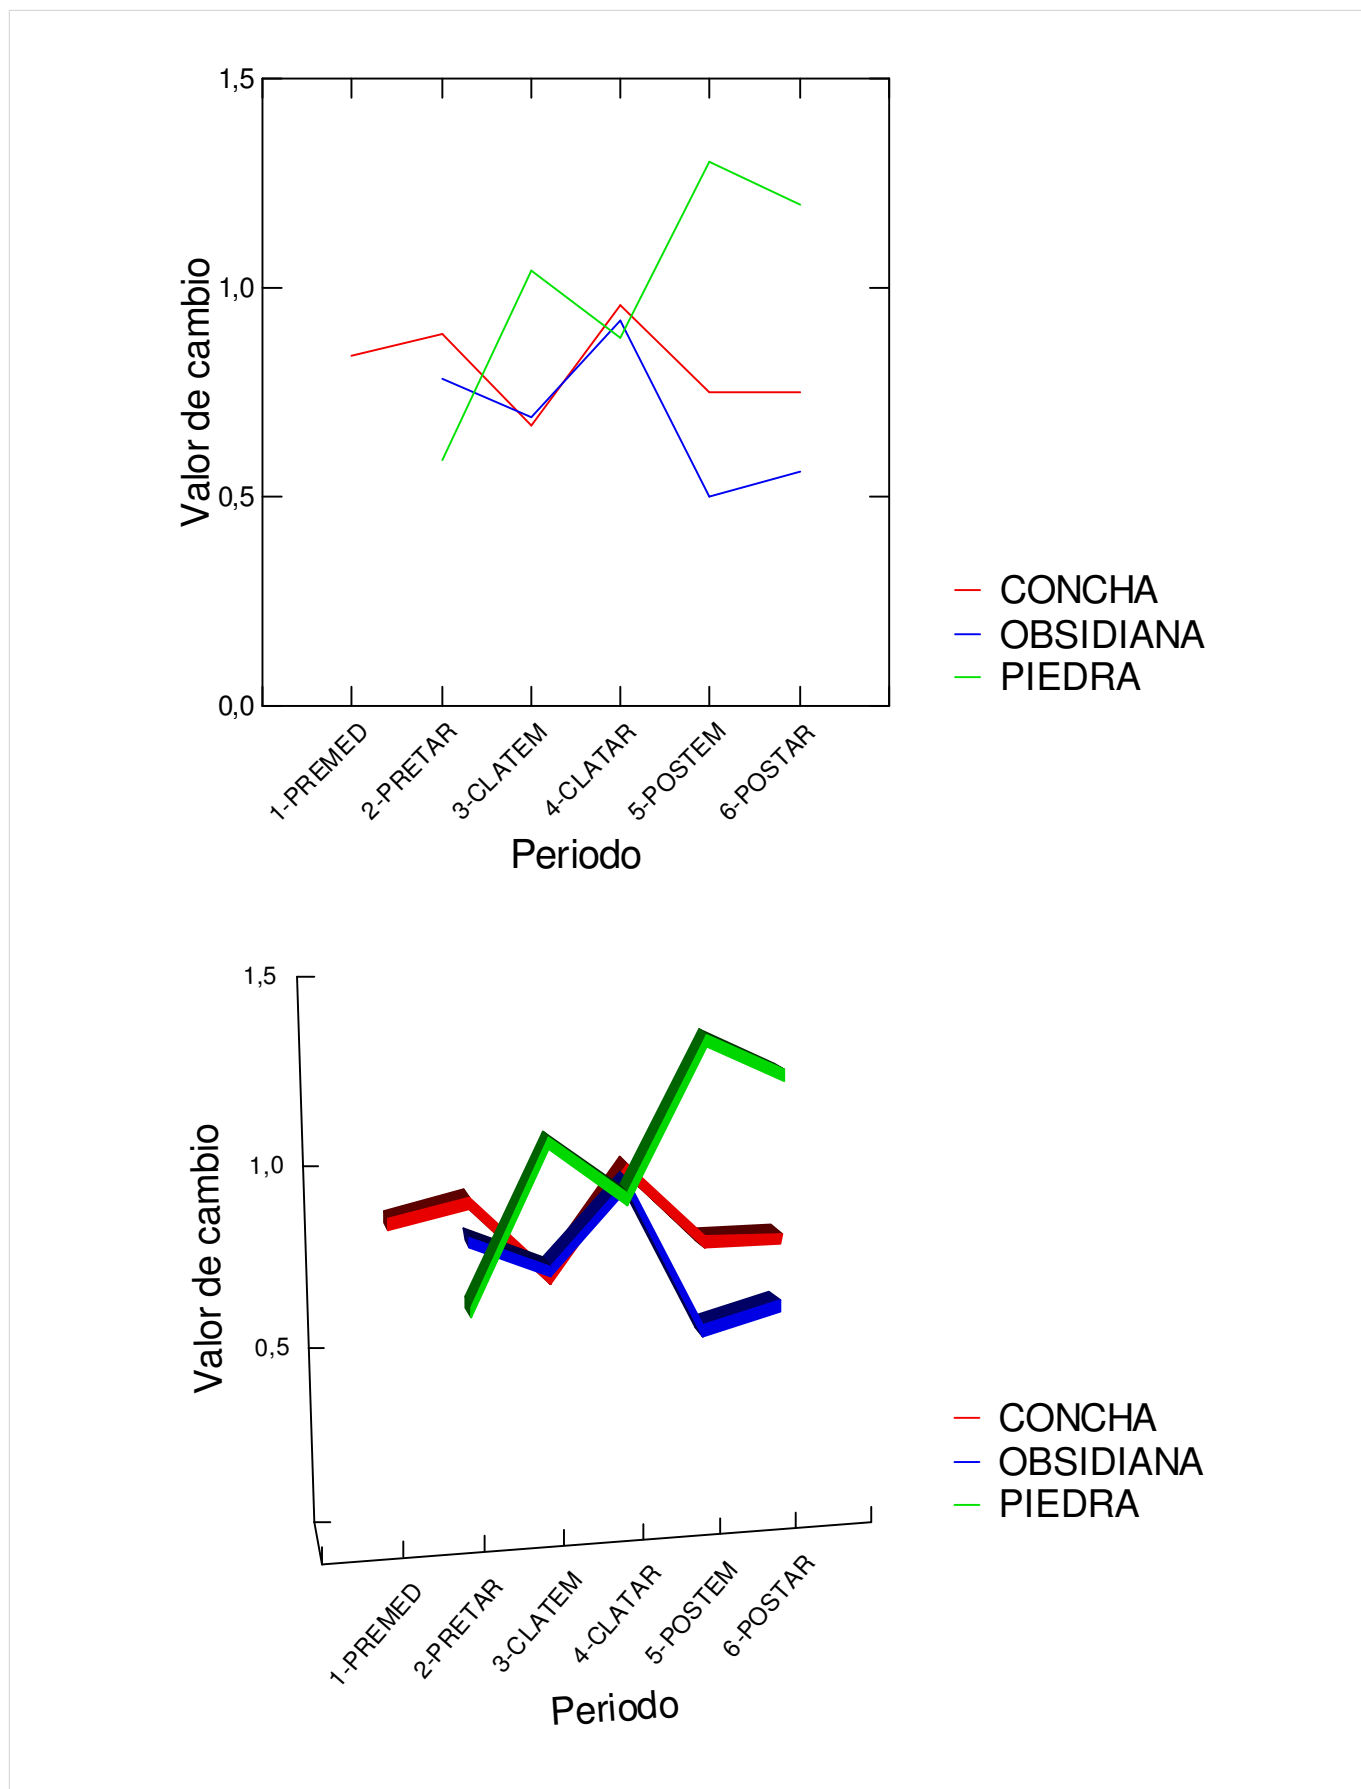 1,5
1,0
0,5
0,0
Valor de cambio
1-PREMED
2-PRETAR
3-CLATEM
4-CLATAR
5-POSTEM
6-POSTAR
Periodo
CONCHA
OBSIDIANA
PIEDRA
1,5
1,0
0,5
Valor de cambio
1-PREMED
2-PRETAR
3-CLATEM
4-CLATAR
5-POSTEM
6-POSTAR
Periodo
CONCHA
OBSIDIANA
PIEDRA